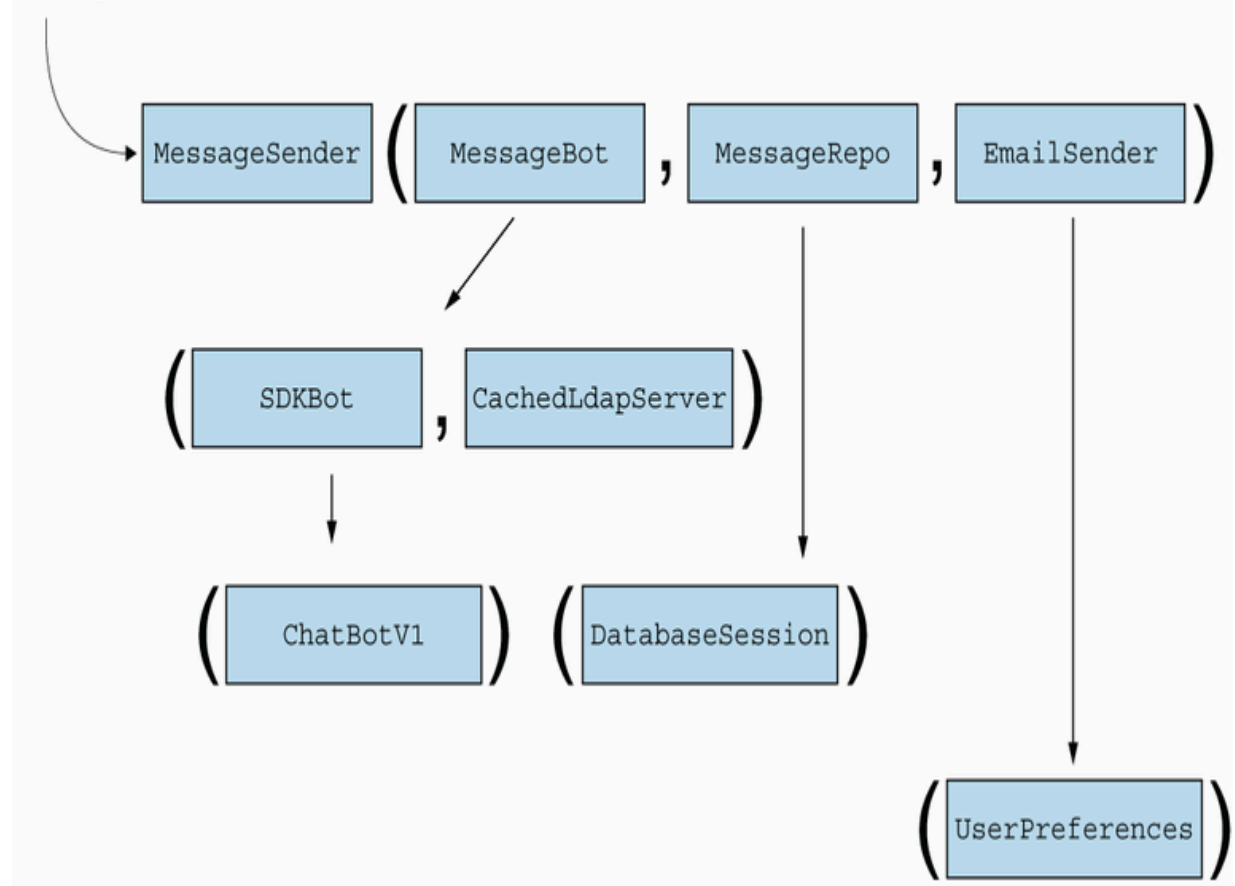 MessageSender ( MessageBot , MessageRepo , EmailSender )
( SDKBot , CachedLdapServer )
( ChatBotV1 ) ( DatabaseSession )
( UserPreferences )